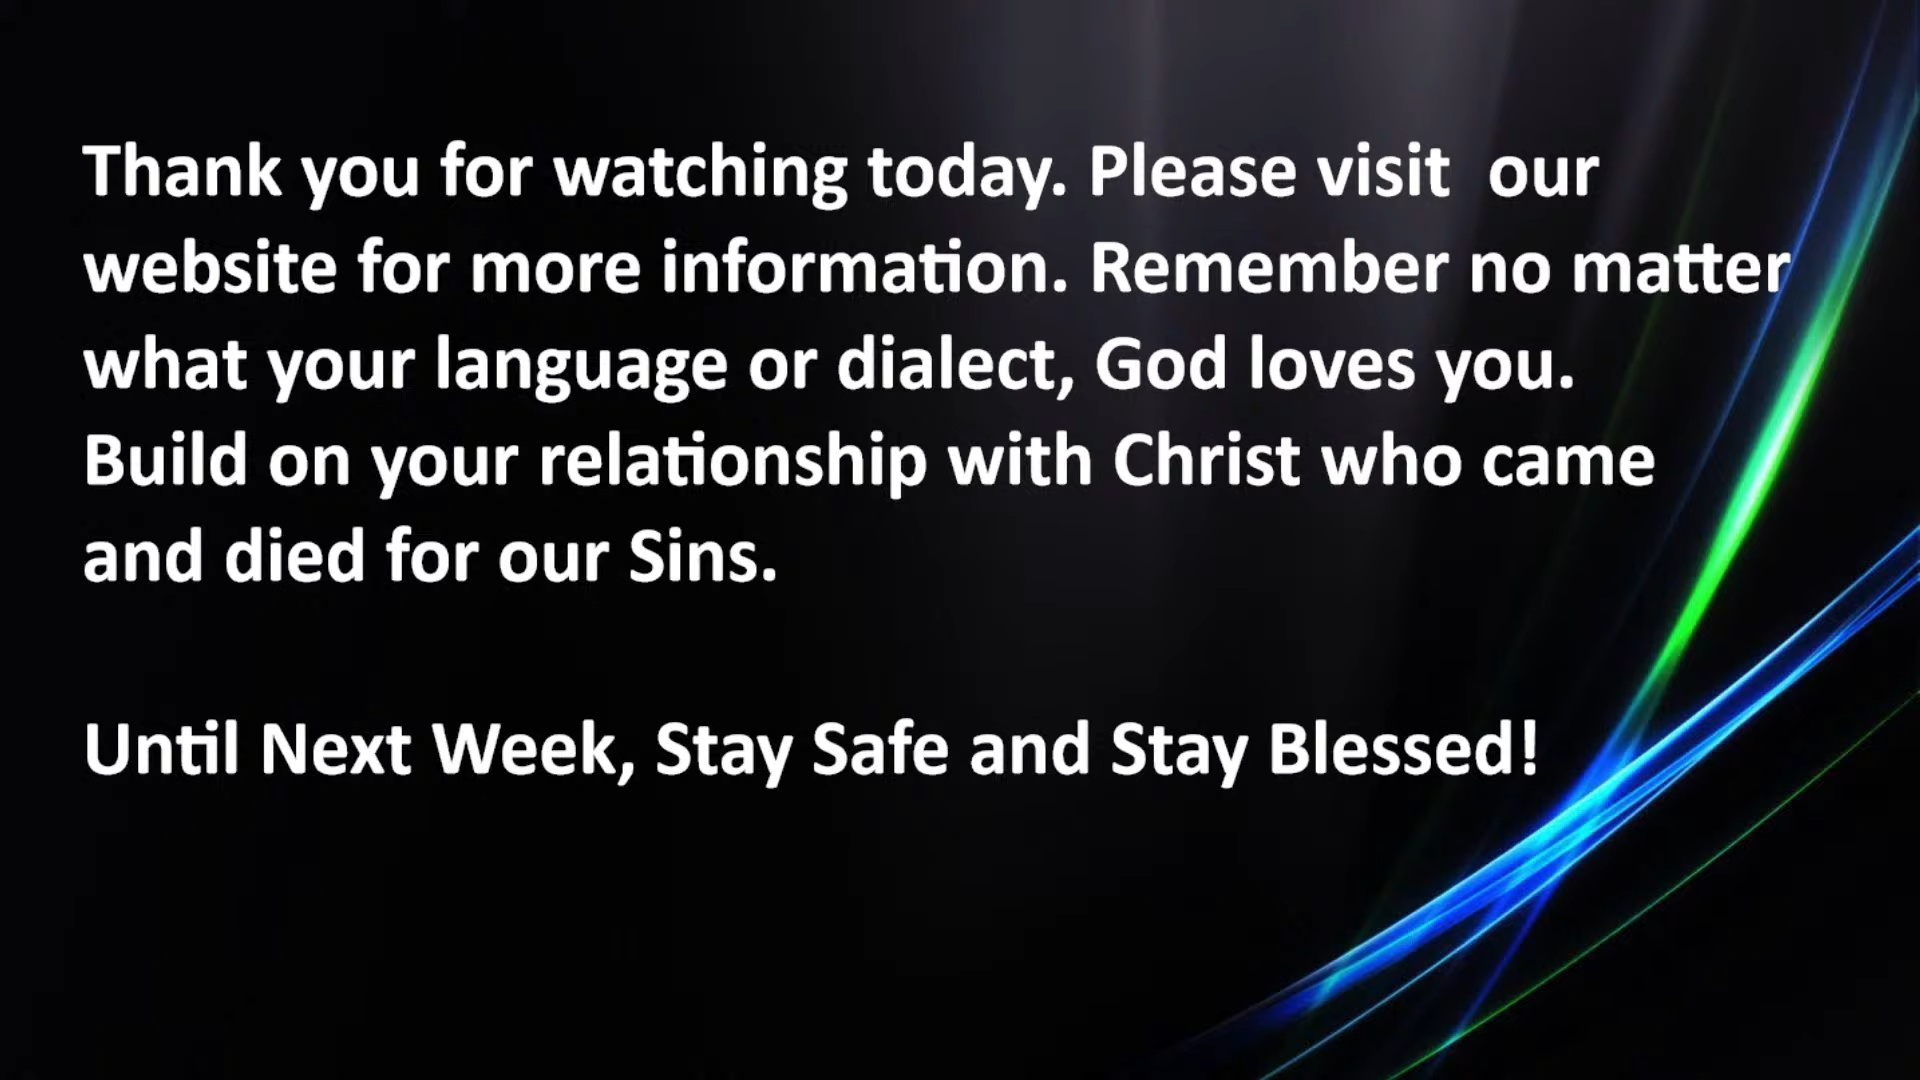 Thank you for watching today. Please visit  our
website for more information. Remember no matter
what your language or dialect, God loves you.
Build on your relationship with Christ who came
and died for our Sins.
Until Next Week, Stay Safe and Stay Blessed!